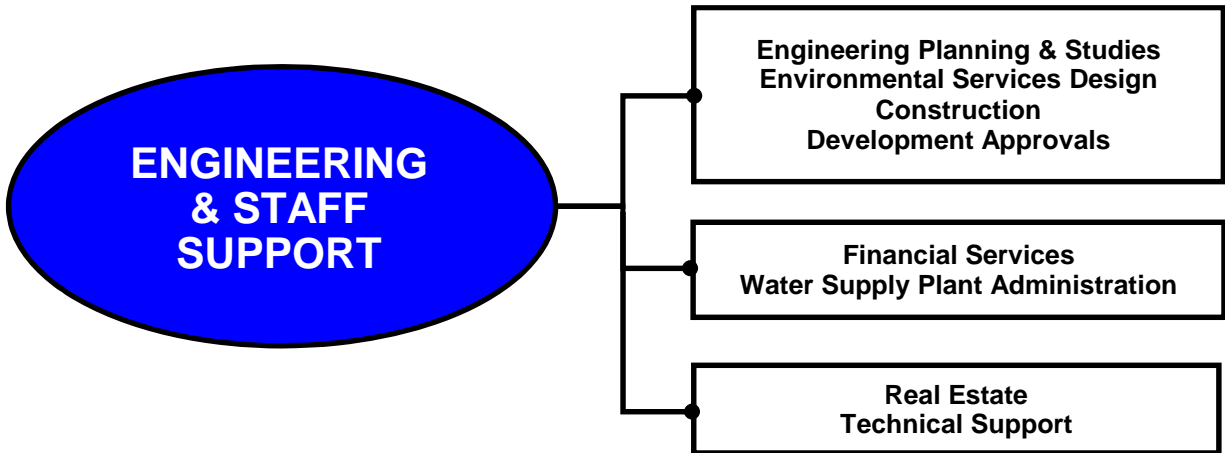 ENGINEERING
& STAFF
SUPPORT
Engineering Planning & Studies
Environmental Services Design
Construction
Development Approvals
Financial Services
Water Supply Plant Administration
Real Estate
Technical Support